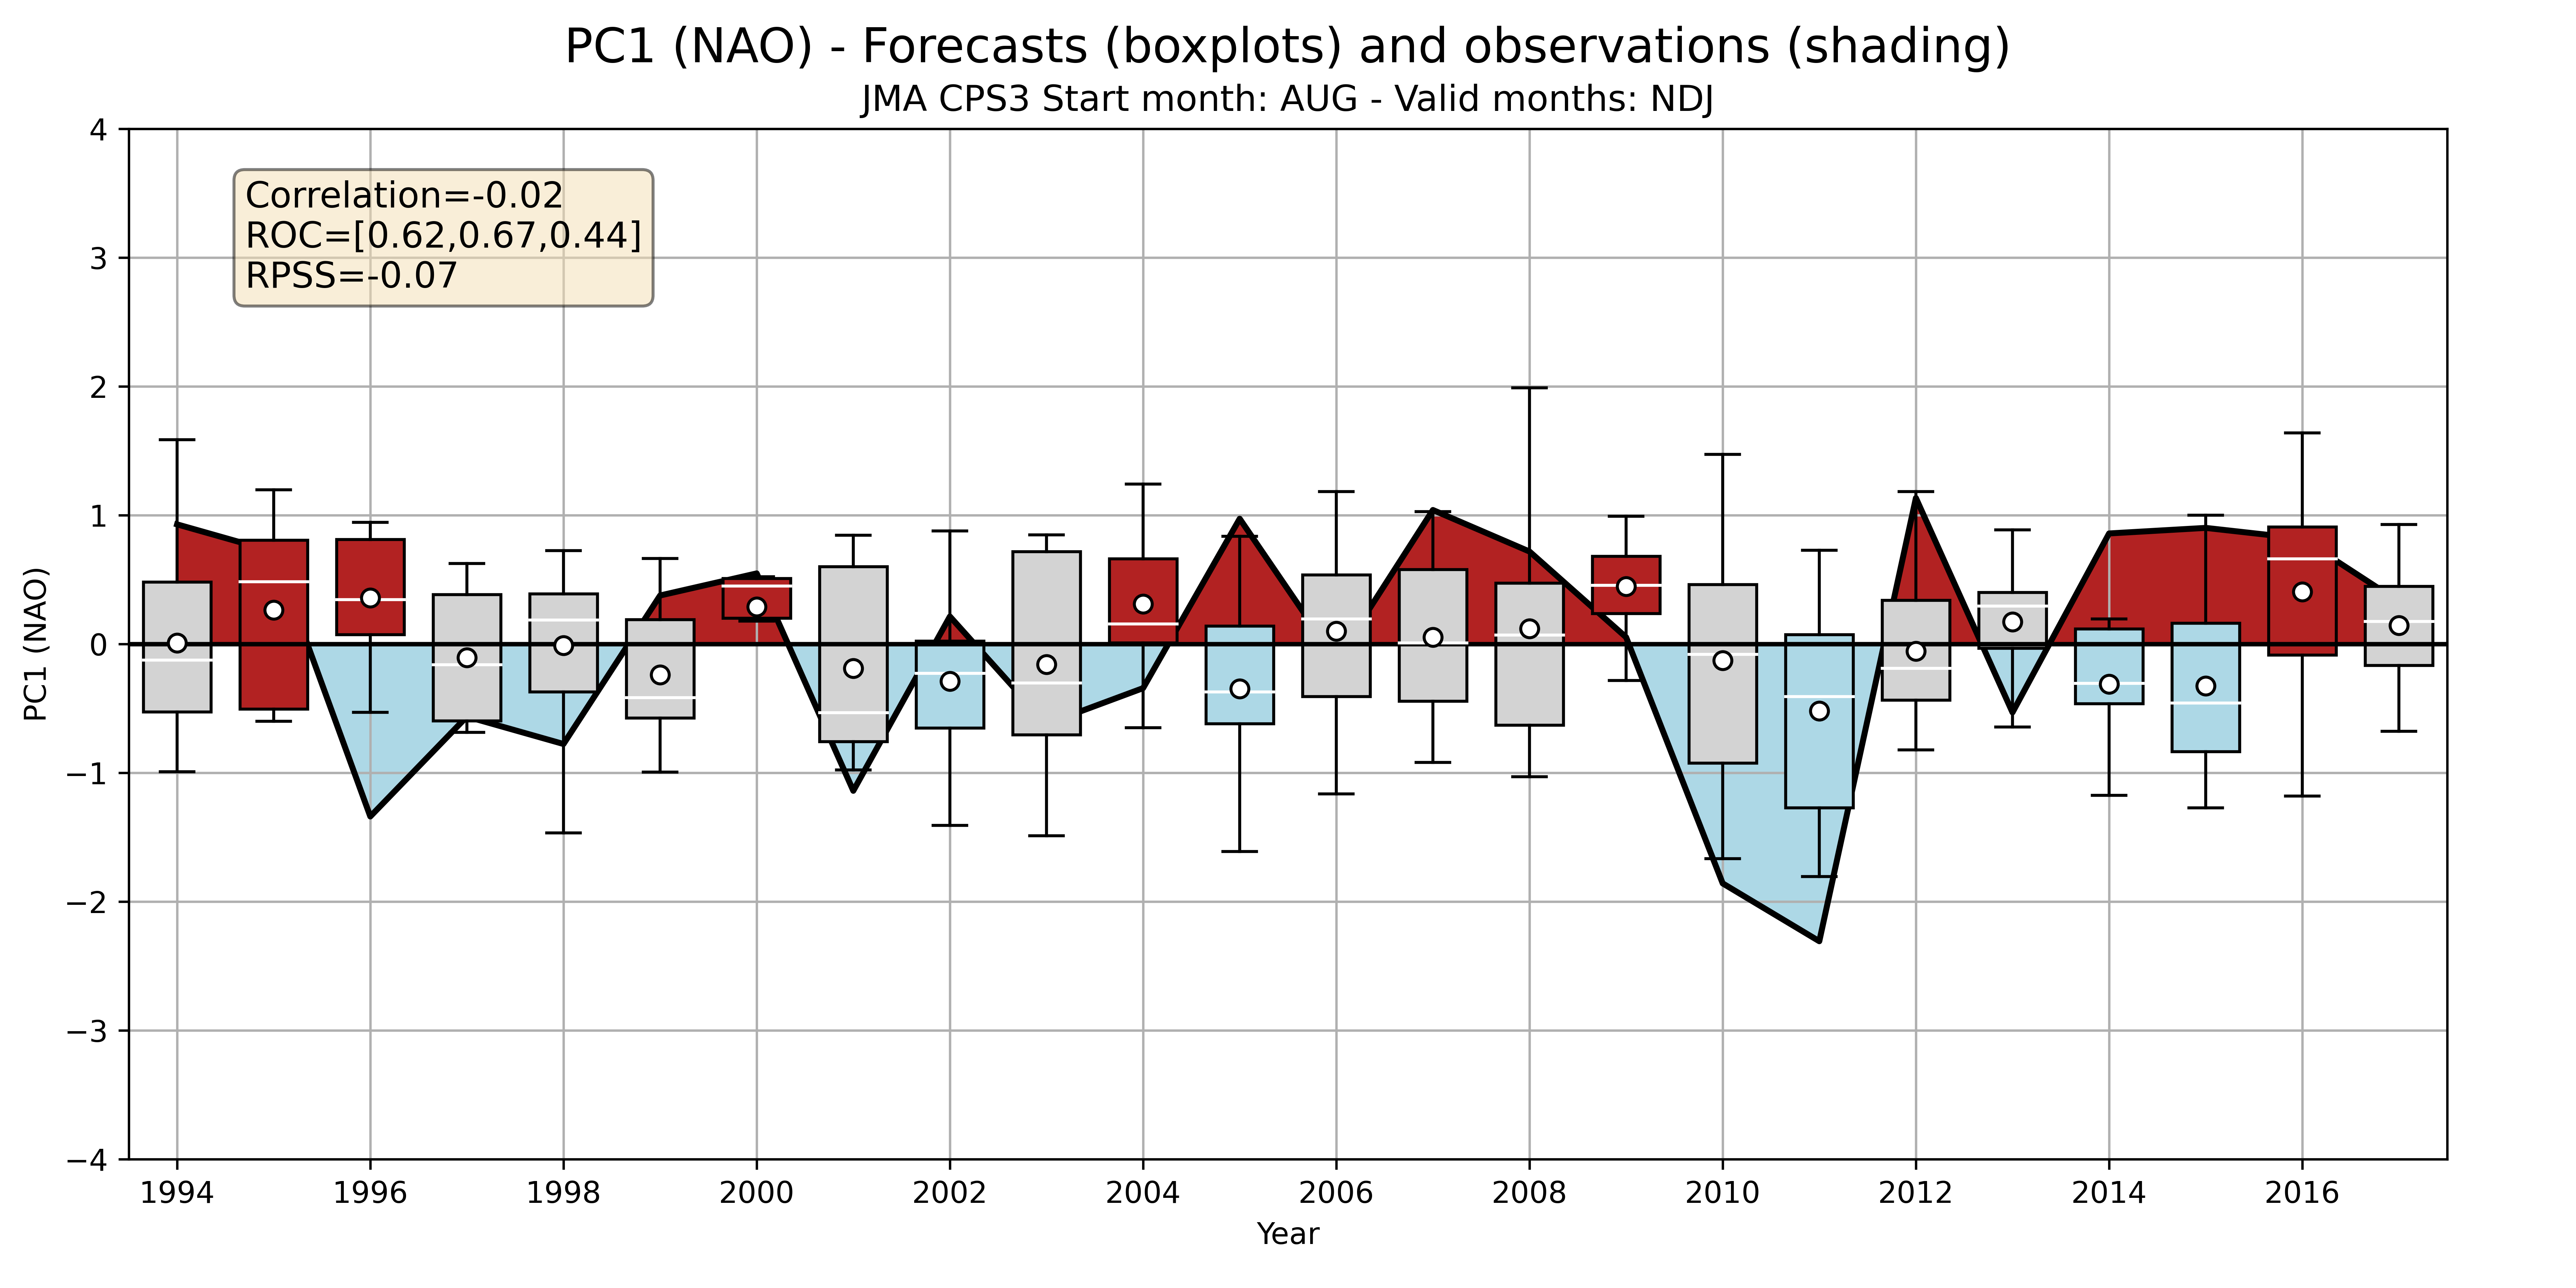 PC1 (NAO) - Forecasts (boxplots) and observations (shading)
JMA CPS3 Start month: AUG - Valid months: NDJ
Correlation=-0.02
ROC=[0.62,0.67,0.44]
RPSS=-0.07
PC1 (NAO)
4
3
2
1
0
−1
−2
−3
−4
1994 1996 1998 2000 2002 2004 2006 2008 2010 2012 2014 2016
Year